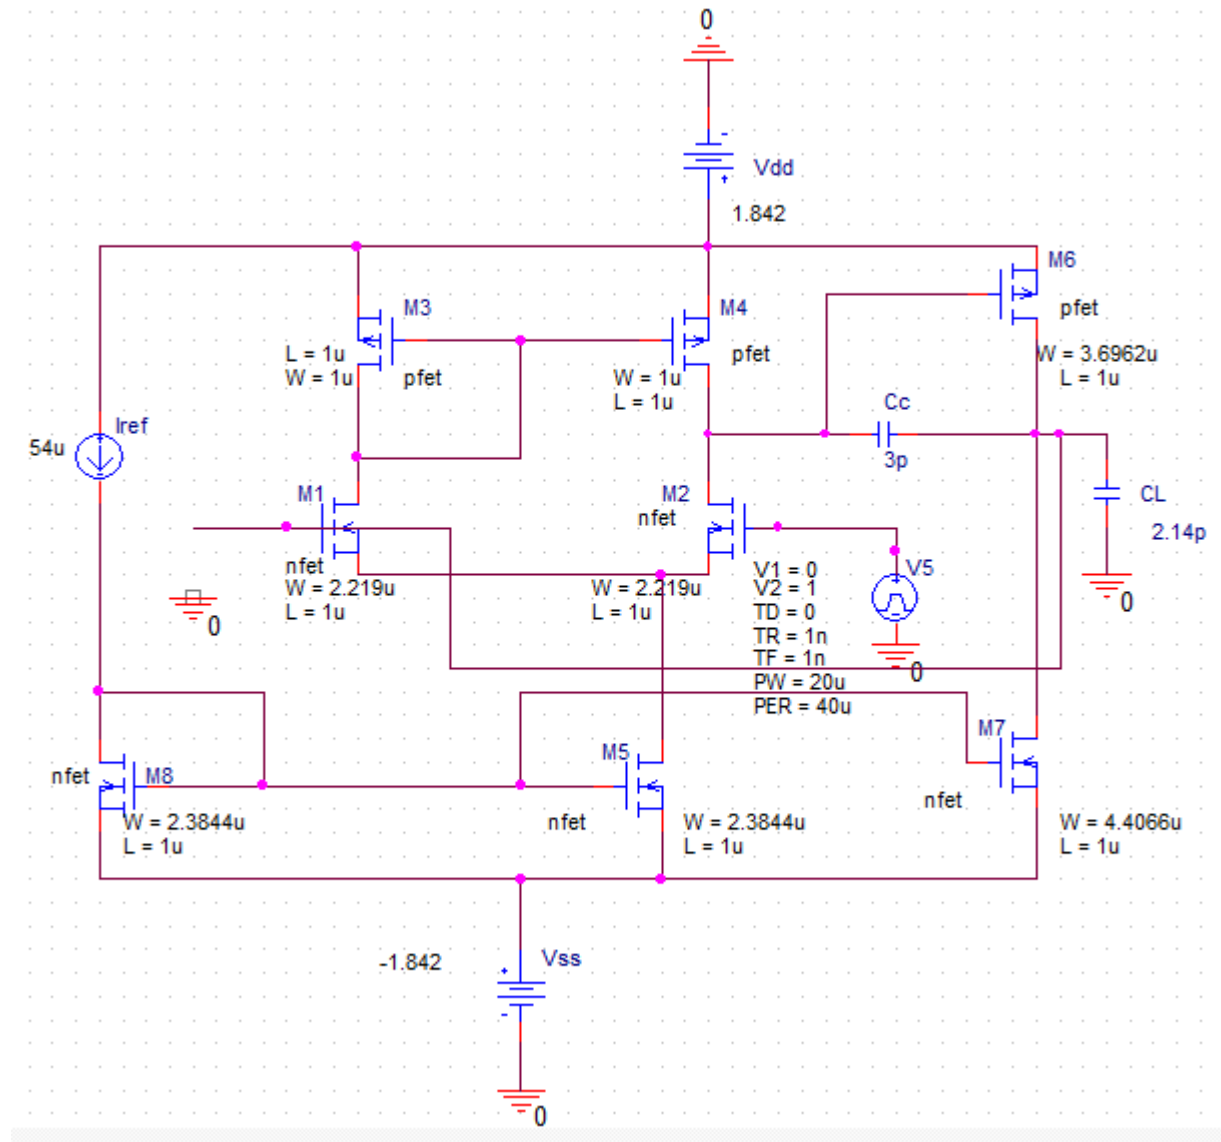 0
-
Vdd
+
1.842
M6
pfet
W = 3.6962u
L = 1u
M3
L = 1u
W = 1u
pfet
M4
pfet
W = 1u
L = 1u
Cc
3p
Iref
54u
CL
2.14p
0
M1
nfet
W = 2.219u
L = 1u
M2
nfet
W = 2.219u
L = 1u
0
V1 = 0
V2 = 1
TD = 0
TR = 1n
TF = 1n
PW = 20u
PER = 40u
+
V5
0
nfet
M8
W = 2.3844u
L = 1u
M5
nfet
W = 2.3844u
L = 1u
M7
nfet
W = 4.4066u
L = 1u
-1.842
+
Vss
-
0